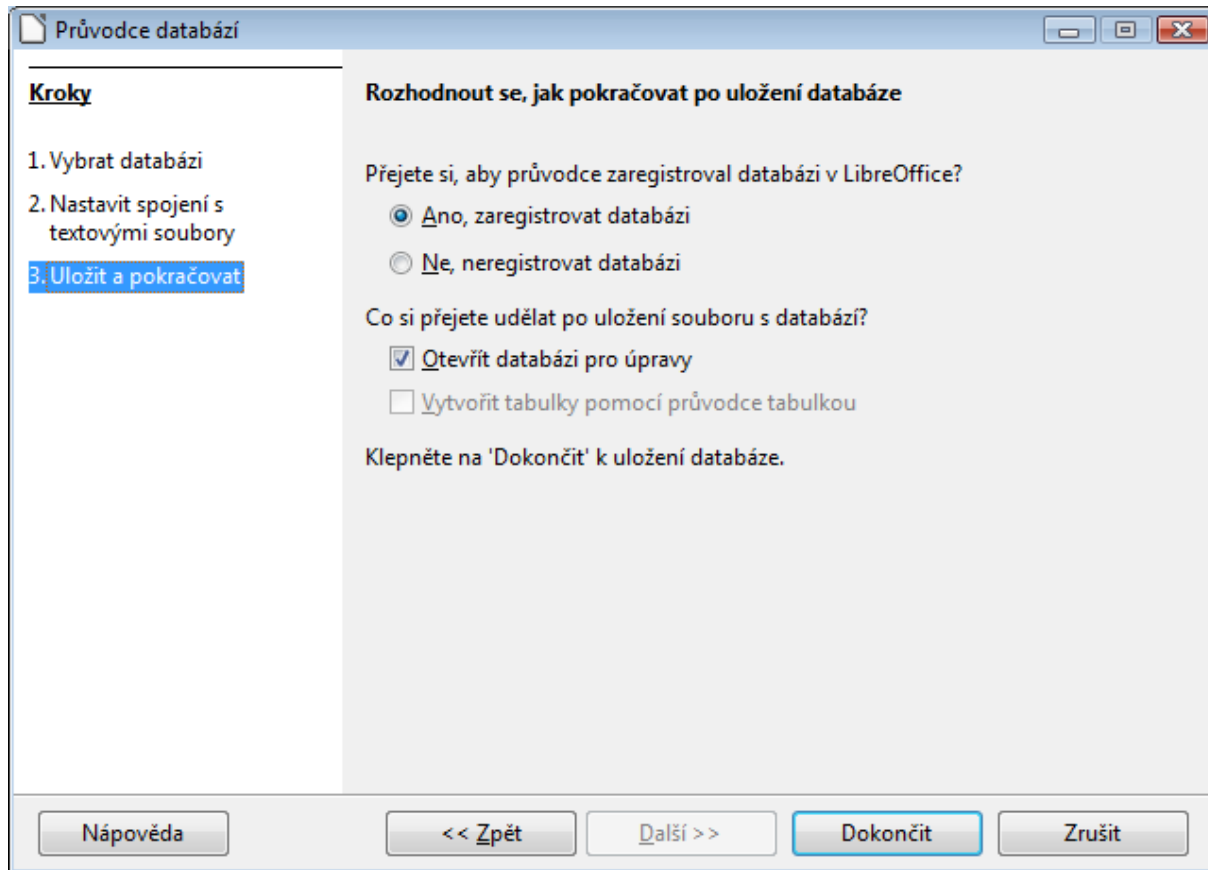 Průvodce databází
Kroky
1. Vybrat databázi
2. Nastavit spojení s
textovými soubory
3. Uložit a pokračovat
Rozhodnout se, jak pokračovat po uložení databáze
Přejete si, aby průvodce zaregistroval databázi v LibreOffice?
Ano, zaregistrovat databázi
Ne, neregistrovat databázi
Co si přejete udělat po uložení souboru s databází?
Otevřít databázi pro úpravy
Vytvořit tabulky pomocí průvodce tabulkou
Klepněte na 'Dokončit' k uložení databáze.
Nápověda
<< Zpět
Další >>
Dokončit
Zrušit